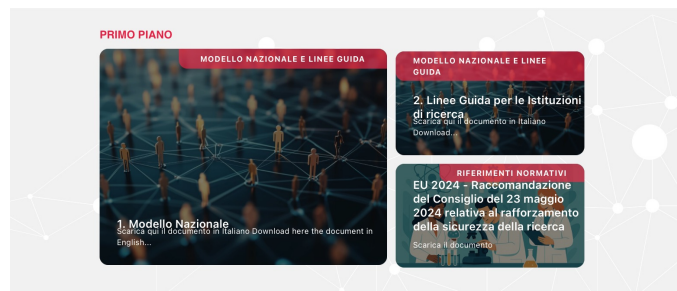 PRIMO PIANO
MODELLO NAZIONALE E LINEE GUIDA
1. Modello Nazionale
Scarica qui il documento in Italiano Download here the document in
English...
MODELLO NAZIONALE E LINEE
GUIDA
2. Linee Guida per le Istituzioni
di ricerca
Scarica qui il documento in Italiano
Download...
RIFERIMENTI NORMATIVI
EU 2024 - Raccomandazione
del Consiglio del 23 maggio
2024 relativa al rafforzamento
della sicurezza della ricerca
Scarica il documento